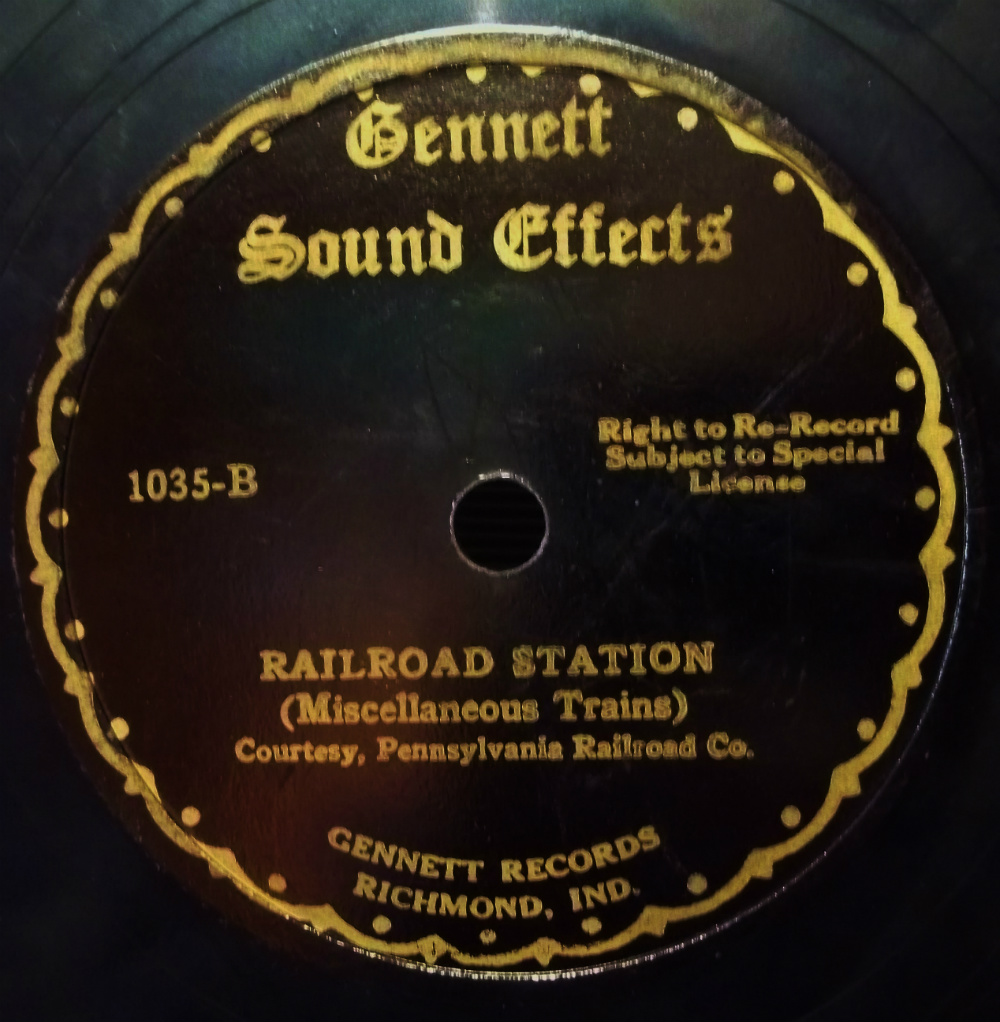 Gennett
Sound Effects
1035-B
Right to Re-Record
Subject to Special
License
RAILROAD STATION
(Miscellaneous Trains)
Courtesy, Pennsylvania Railroad Co.
GENNETT RECORDS
RICHMOND, IND.